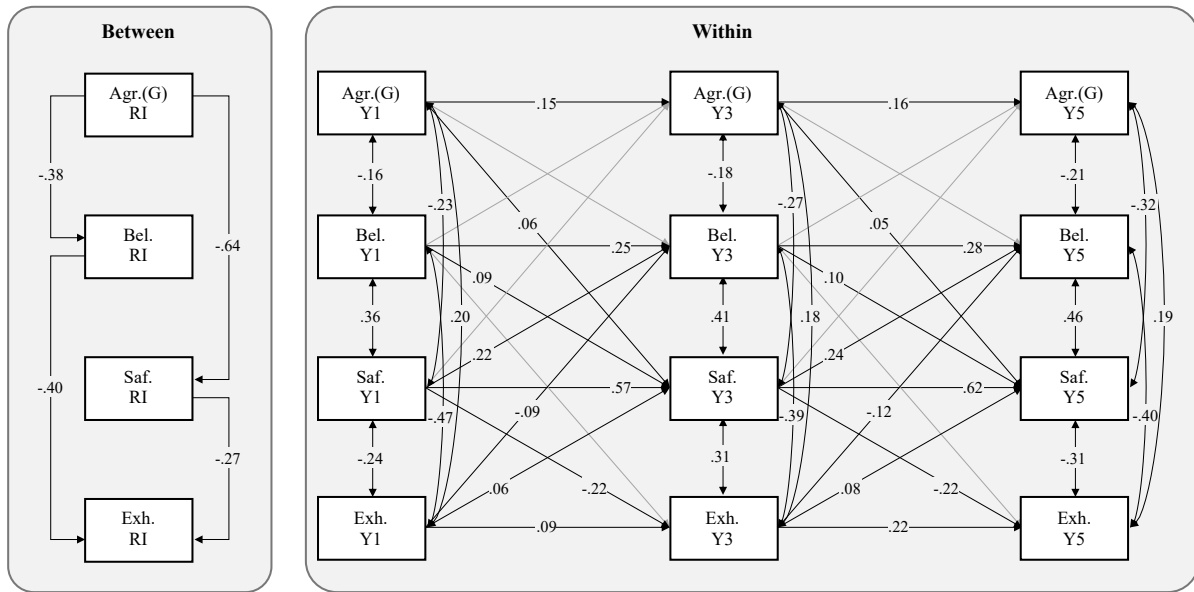 Between
Within
Agr.(G)
RI
Agr.(G)
Y1
Agr.(G)
Y3
Agr.(G)
Y5
.15
.16
-.38
-.16
-.18
-.21
-.23
-.27
-.32
.06
.05
Bel.
RI
-.64
Bel.
Y1
Bel.
Y3
Bel.
Y5
.25
.28
.09
.10
.36
.20
.41
.18
.46
.19
.22
.24
-.40
Saf.
RI
Saf.
Y1
Saf.
Y3
Saf.
Y5
.57
.62
-.47
-.09
-.39
-.12
-.40
-.27
-.24
.31
-.31
.06
-.22
.08
-.22
Exh.
RI
Exh.
Y1
Exh.
Y3
Exh.
Y5
.09
.22